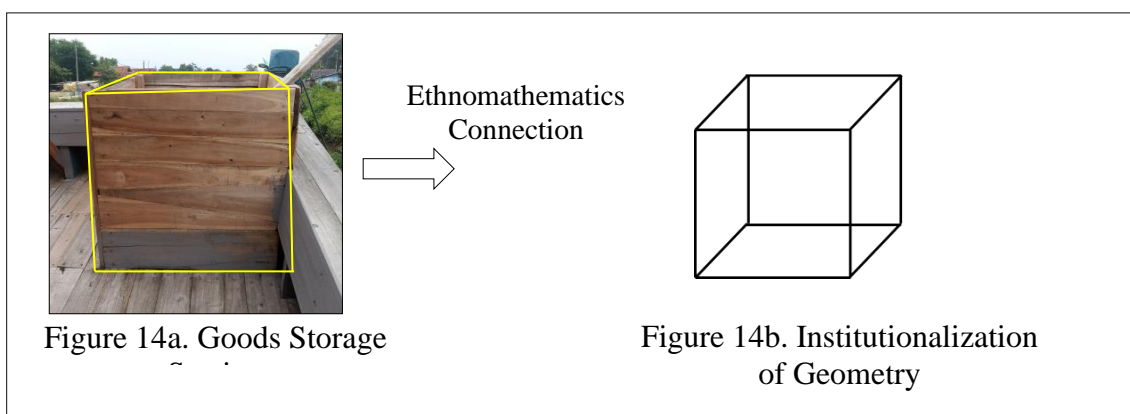 Ethnomathematics
Connection
Figure 14a. Goods Storage
Figure 14b. Institutionalization
of Geometry